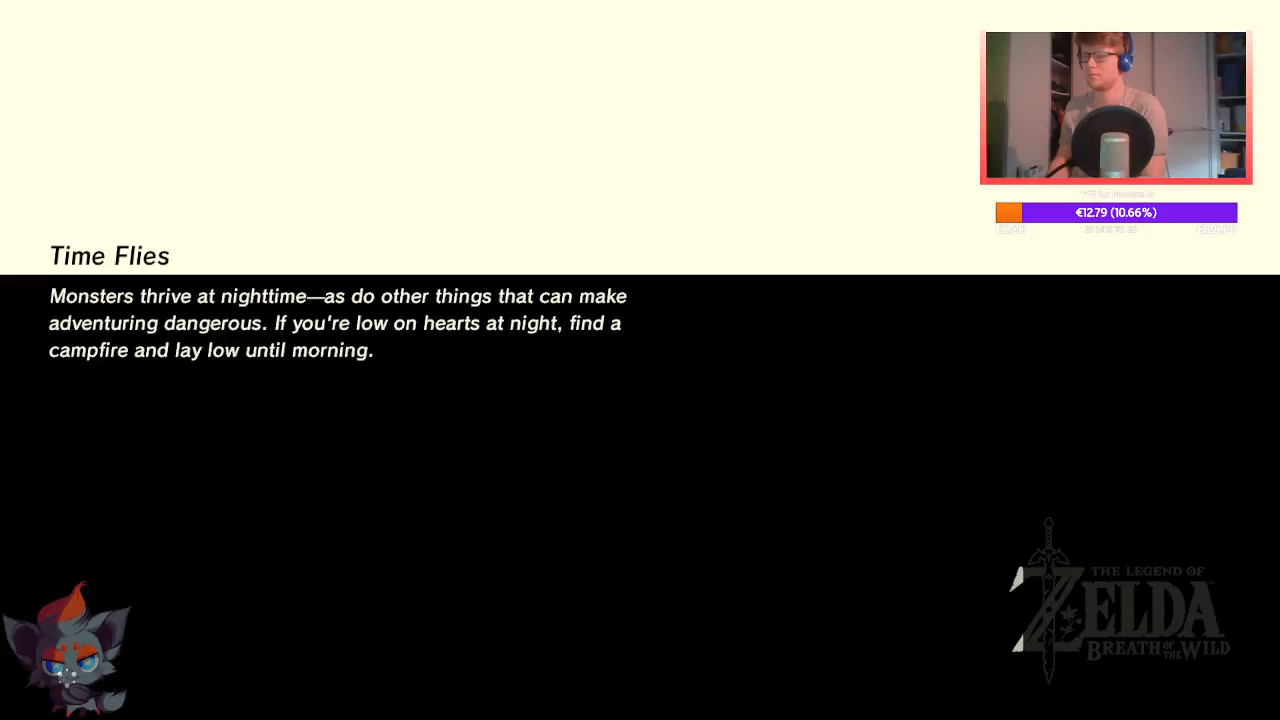 €12.79 (10.66%)
Time Flies
Monsters thrive at nighttime—as do other things that can make
adventuring dangerous. If you're low on hearts at night, find a
campfire and lay low until morning.
THE LEGEND OF
ZELDA
BREATH OF THE WILD